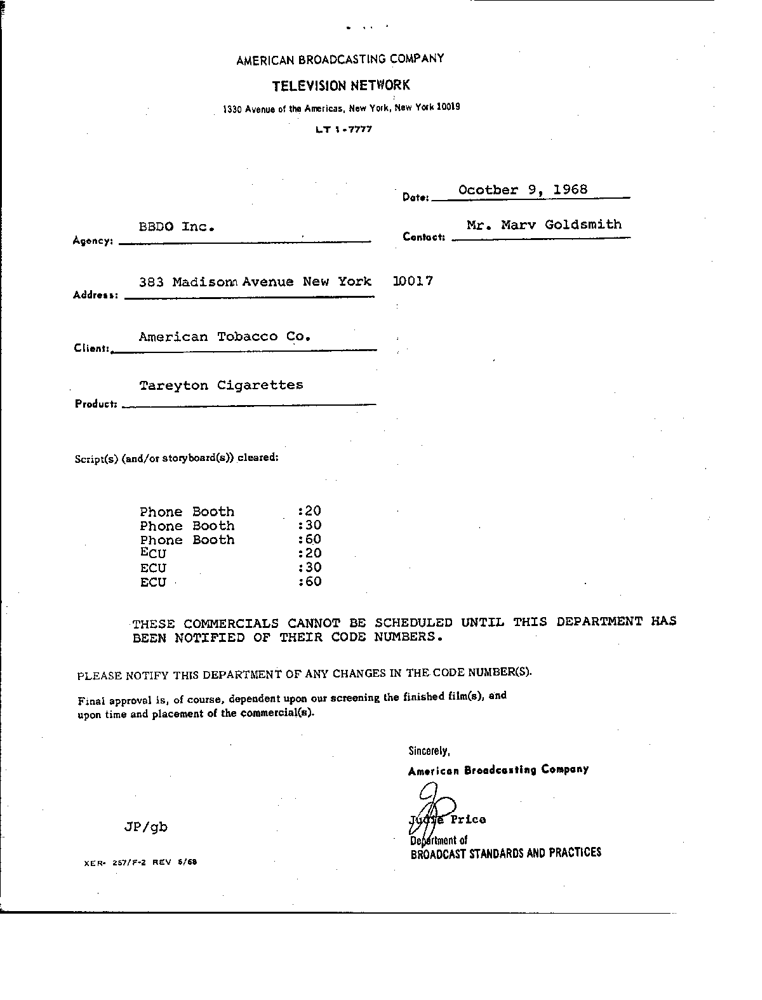 AMERICAN BROADCASTING COMPANY
TELEVISION NETWORK
1330 Avenue of the Americas, New York, New York 10019
LT 1-7777
Date: Ocotber 9, 1968
Agency: BBDO Inc.
Contact: Mr. Marv Goldsmith
Address: 383 Madison Avenue New York 10017
Client: American Tobacco Co.
Product: Tareyton Cigarettes
Script(s) (and/or storyboard(s)) cleared:
Phone Booth :20
Phone Booth :30
Phone Booth :60
ECU :20
ECU :30
ECU :60
THESE COMMERCIALS CANNOT BE SCHEDULED UNTIL THIS DEPARTMENT HAS
BEEN NOTIFIED OF THEIR CODE NUMBERS.
PLEASE NOTIFY THIS DEPARTMENT OF ANY CHANGES IN THE CODE NUMBER(S).
Final approval is, of course, dependent upon our screening the finished film(s), and
upon time and placement of the commercial(s).
Sincerely,
American Broadcasting Company
Price
JP/gb
Department of
BROADCAST STANDARDS AND PRACTICES
XER- 257/F-2 REV 6/68